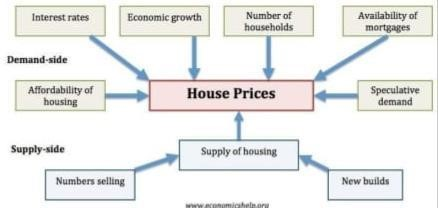 Interest rates
Economic growth
Number of
households
Availability of
mortgages
Demand-side
Affordability of
housing
House Prices
Speculative
demand
Supply-side
Supply of housing
Numbers selling
New builds
www.economicshelp.org